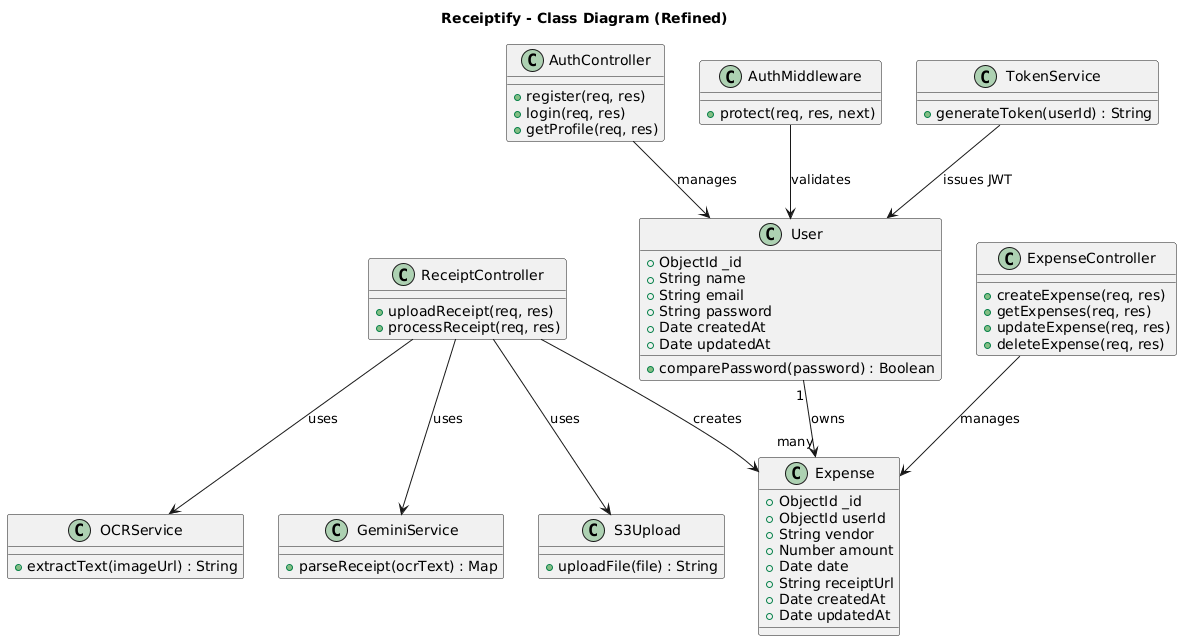 Receiptify - Class Diagram (Refined)
C AuthController
register(req, res)
login(req, res)
getProfile(req, res)
C AuthMiddleware
protect(req, res, next)
C TokenService
generateToken(userId) : String
manages
validates
issues JWT
C User
ObjectId _id
String name
String email
String password
Date createdAt
Date updatedAt
comparePassword(password) : Boolean
C ReceiptController
uploadReceipt(req, res)
processReceipt(req, res)
C ExpenseController
createExpense(req, res)
getExpenses(req, res)
updateExpense(req, res)
deleteExpense(req, res)
uses
uses
uses
creates
1
owns
many
manages
C OCRService
extractText(imageUrl) : String
C GeminiService
parseReceipt(ocrText) : Map
C S3Upload
uploadFile(file) : String
C Expense
ObjectId _id
ObjectId userId
String vendor
Number amount
Date date
String receiptUrl
Date createdAt
Date updatedAt